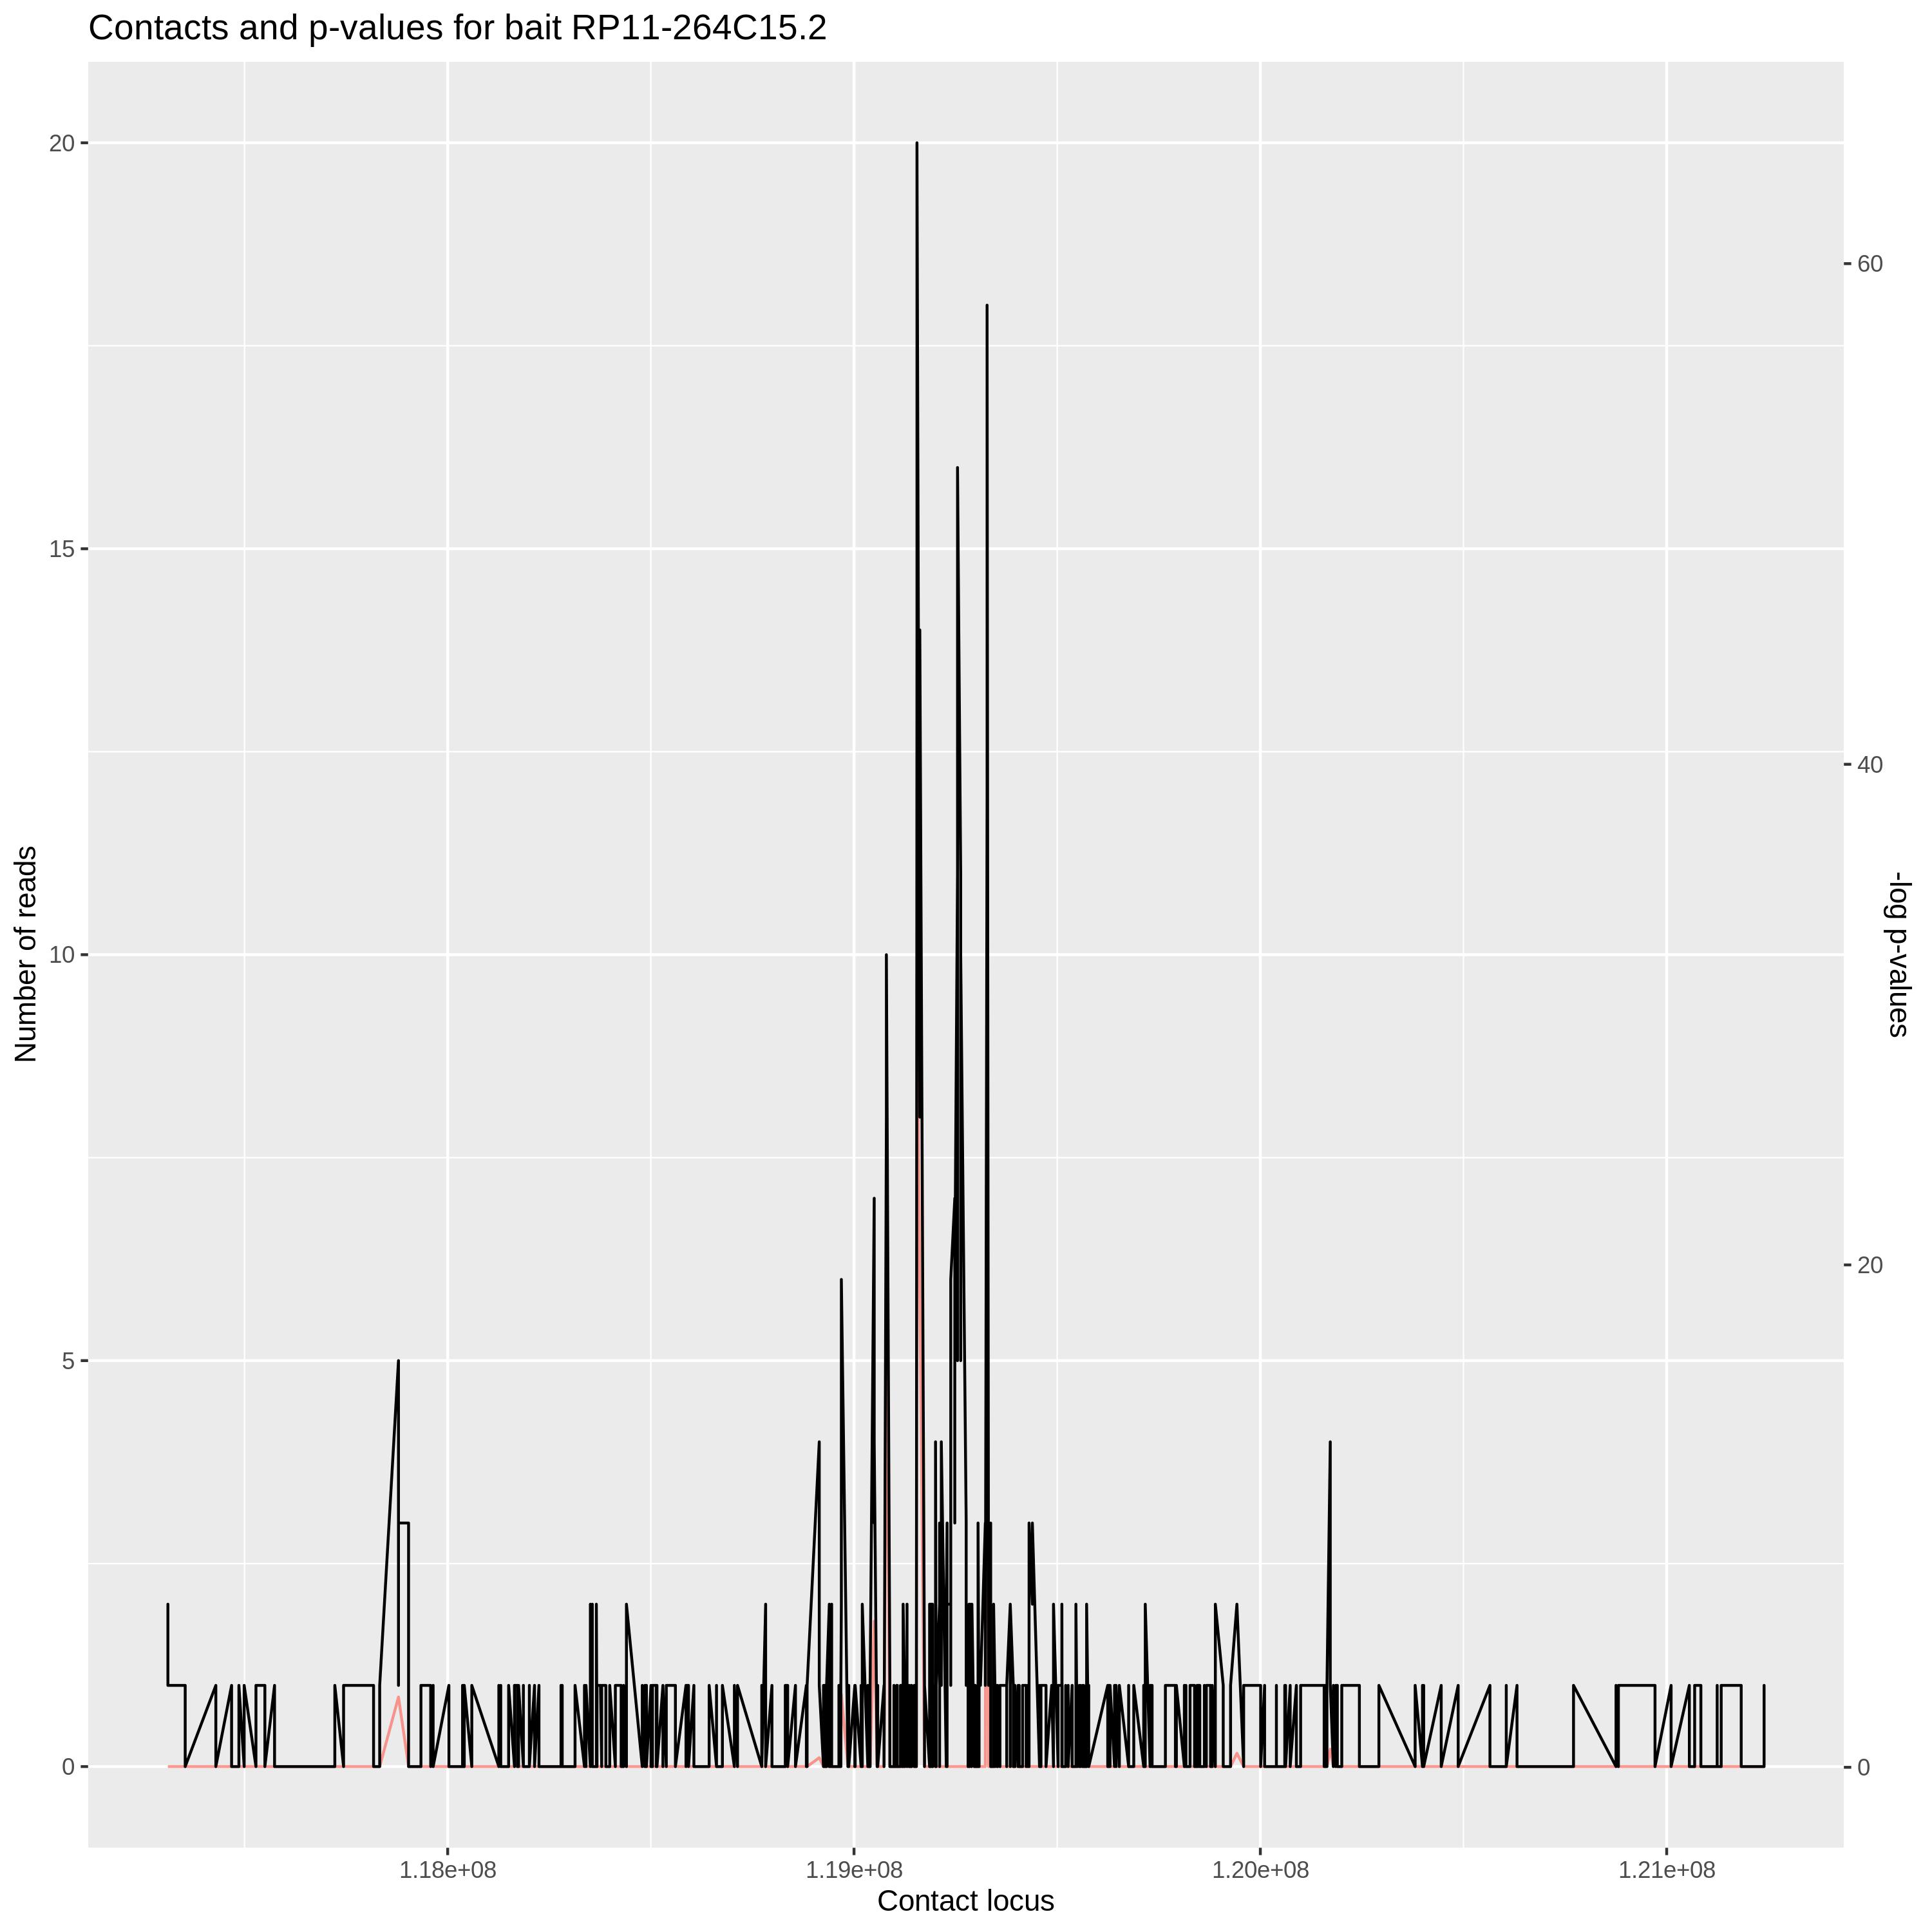 Contacts and p-values for bait RP11-264C15.2
20
15
10
5
0
Number of reads
60
40
20
0
-log p-values
1.18e+08
1.19e+08
1.20e+08
1.21e+08
Contact locus